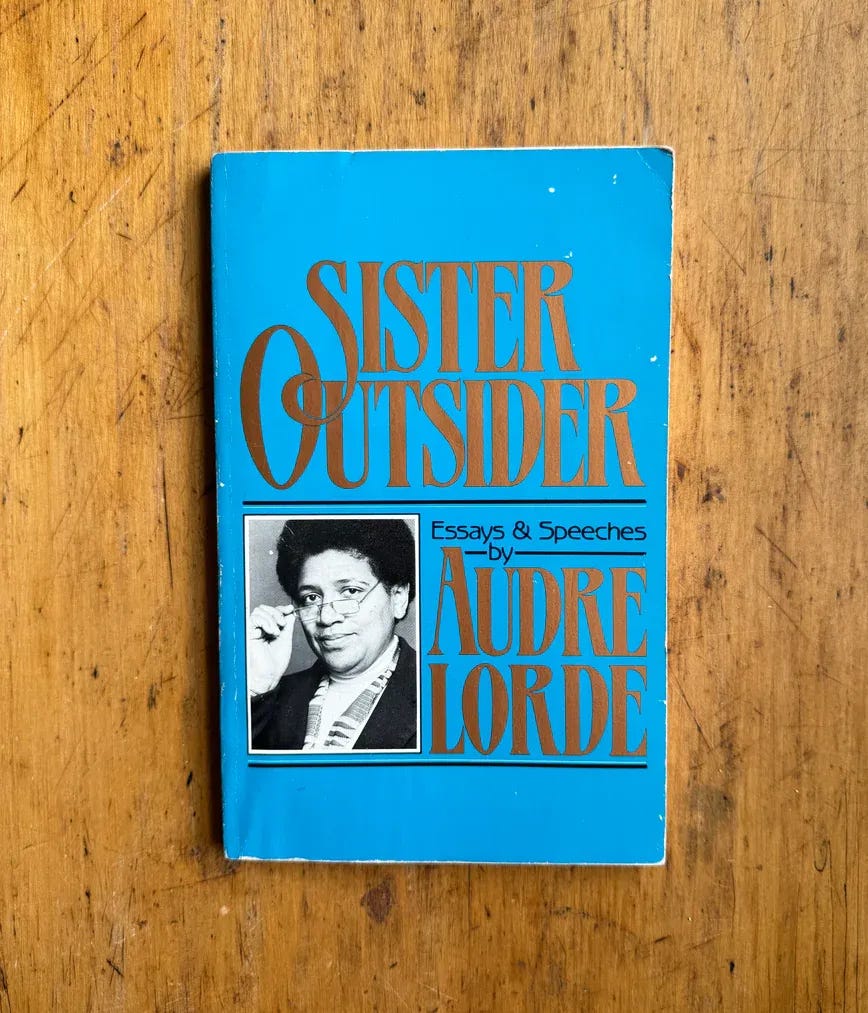 SISTER
OUTSIDER
Essays & Speeches
by
AUDRE
LORDE